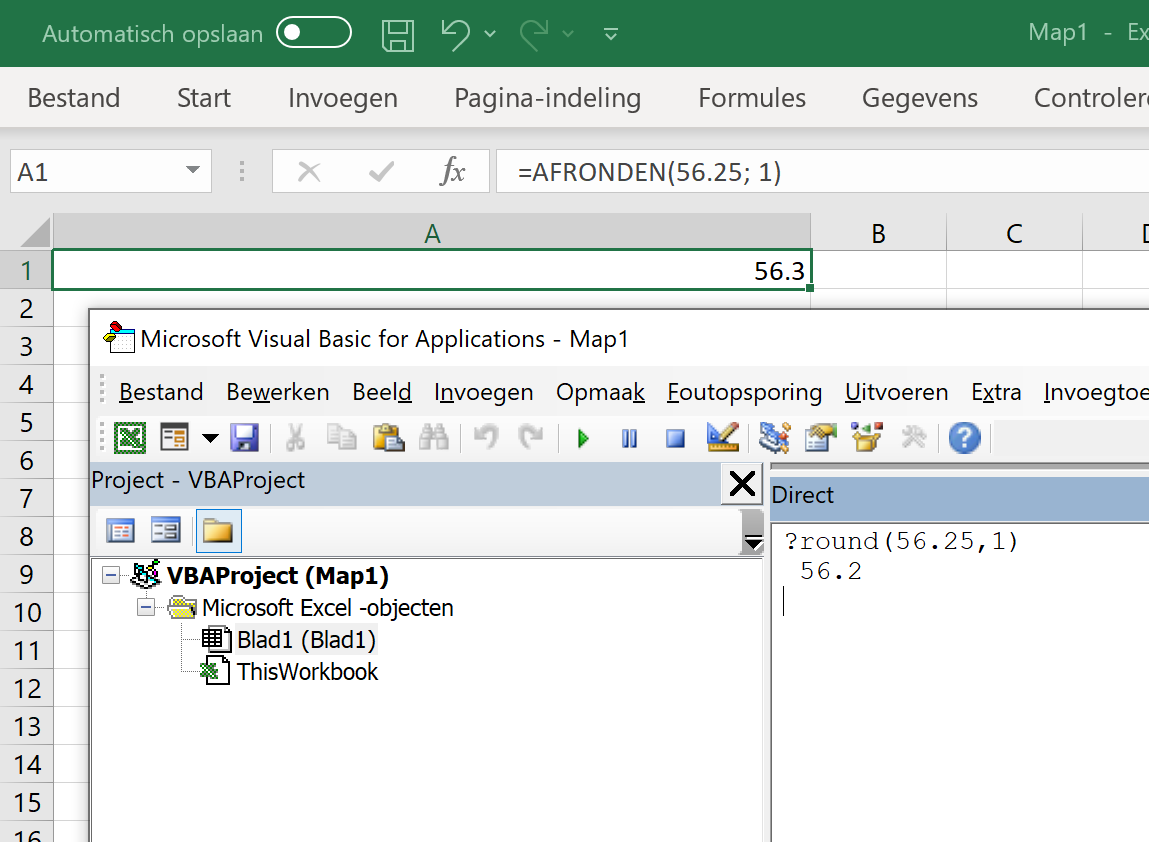 Automatisch opslaan Map1 - Ex
Bestand Start Invoegen Pagina-indeling Formules Gegevens Controlere
A1 fx =AFRONDEN(56.25; 1)
A B C
1 56.3
2
3
4
5
6
7
8
9
10
11
12
13
14
15
16
Microsoft Visual Basic for Applications - Map1
Bestand Bewerken Beeld Invoegen Opmaak Foutopsporing Uitvoeren Extra Invoegtoe
Project - VBAProject
VBAProject (Map1)
Microsoft Excel -objecten
Blad1 (Blad1)
ThisWorkbook
Direct
?round(56.25,1)
56.2